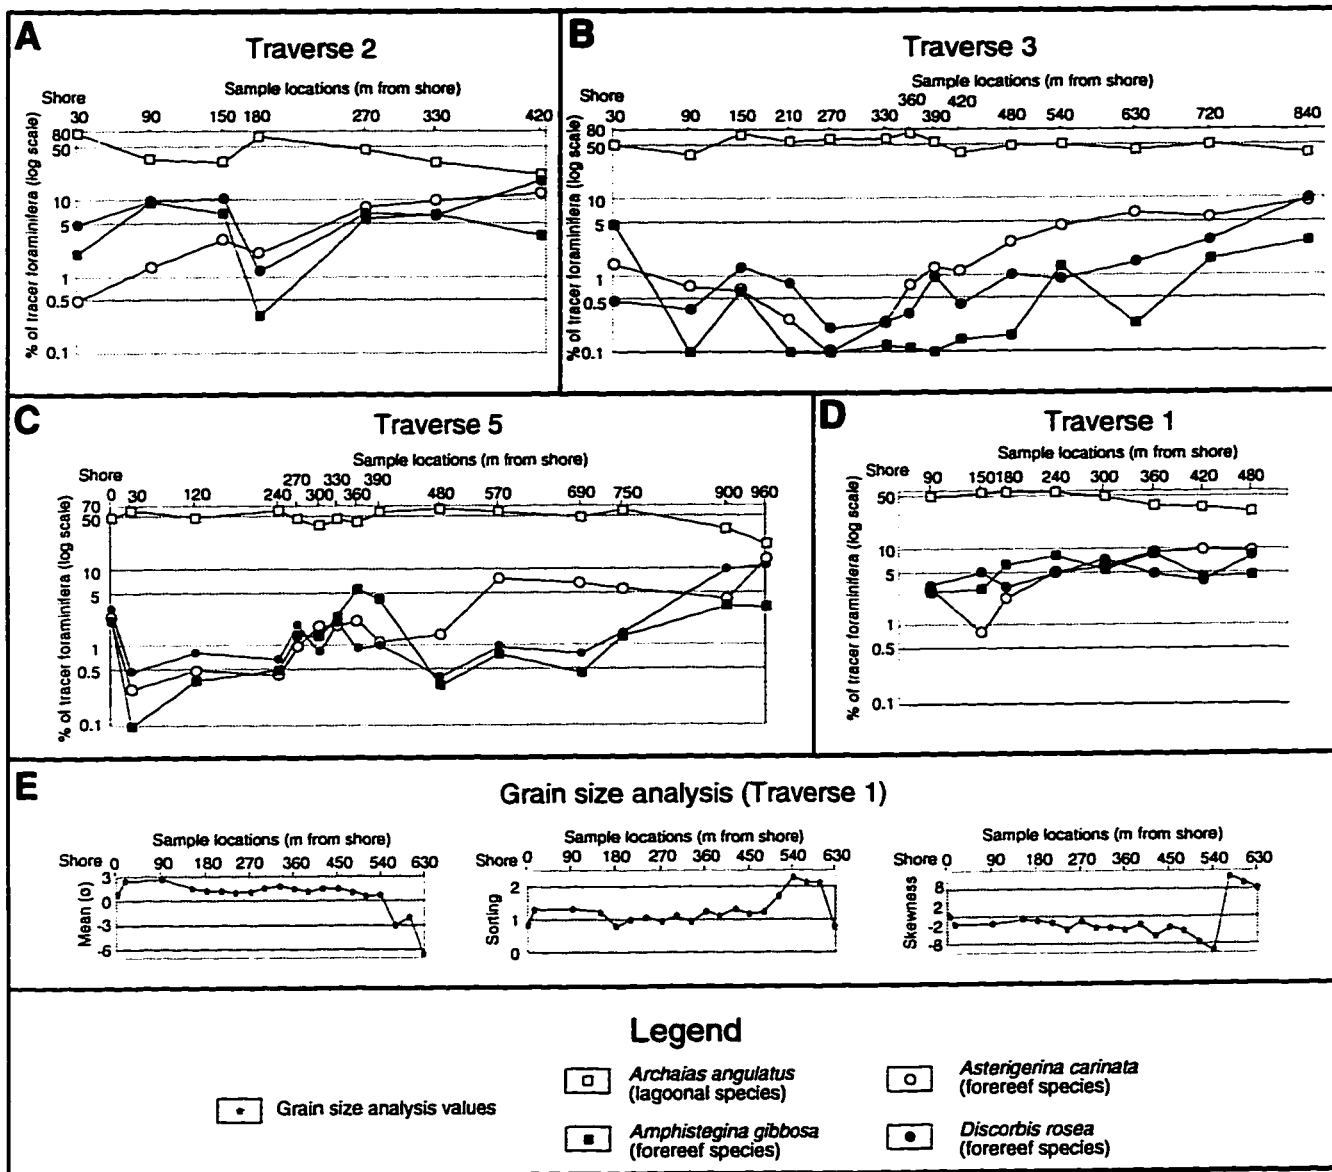 A
Traverse 2
Sample locations (m from shore)
Shore
30 90 150 180 270 330 420
% of tracer foraminifera (log scale)
80
50
10
5
1
0.5
0.1
B
Traverse 3
Sample locations (m from shore)
Shore
30 90 150 210 270 330 360 390 420 480 540 630 720 840
% of tracer foraminifera (log scale)
80
50
10
5
1
0.5
0.1
C
Traverse 5
Sample locations (m from shore)
Shore
0 30 120 240 270 300 330 360 390 480 570 690 750 900 960
% of tracer foraminifera (log scale)
70
50
10
5
1
0.5
0.1
D
Traverse 1
Sample locations (m from shore)
Shore
90 150 180 240 300 360 420 480
% of tracer foraminifera (log scale)
50
10
5
1
0.5
0.1
E
Grain size analysis (Traverse 1)
Sample locations (m from shore)
Shore 0 90 180 270 360 450 540 630
Mean (ø)
3
0
-3
-6
Sample locations (m from shore)
Shore 0 90 180 270 360 450 540 630
Sorting
2
1
0
Sample locations (m from shore)
Shore 0 90 180 270 360 450 540 630
Skewness
8
2
-2
-8
Legend
Grain size analysis values
Archaias angulatus
(lagoonal species)
Amphistegina gibbosa
(forereef species)
Asterigerina carinata
(forereef species)
Discorbis rosea
(forereef species)